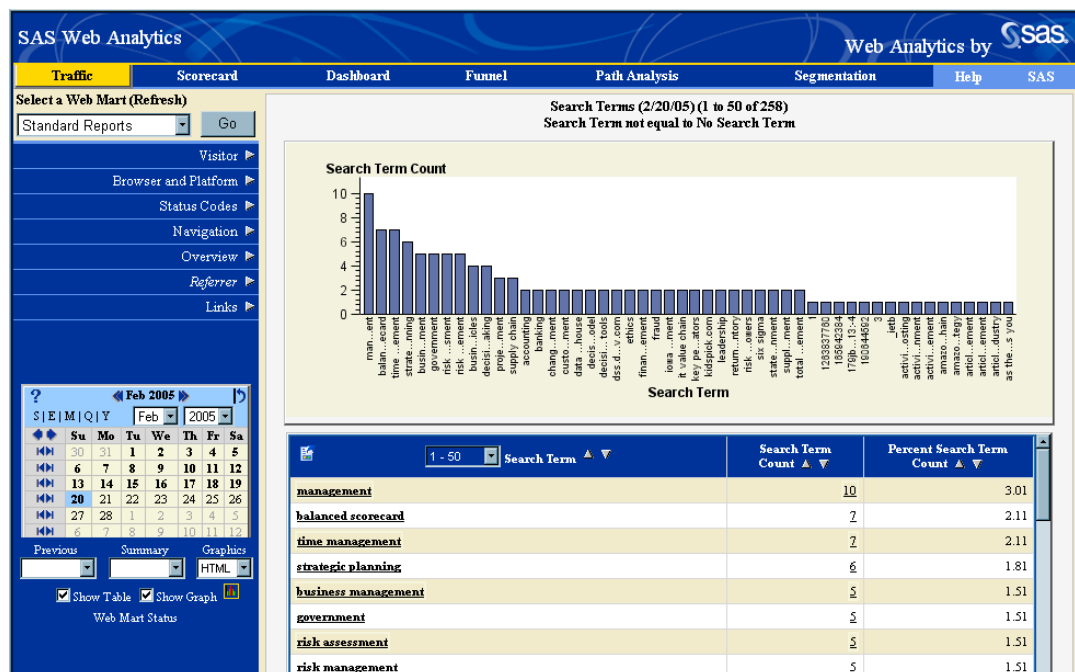 SAS Web Analytics
Web Analytics by sas.
Traffic Scorecard Dashboard Funnel Path Analysis Segmentation Help SAS
Select a Web Mart (Refresh)
Standard Reports Go
Visitor
Browser and Platform
Status Codes
Navigation
Overview
Referrer
Links
? Feb 2005
S | E | M | Q | Y Feb 2005
Su Mo Tu We Th Fr Sa
30 31 1 2 3 4 5
6 7 8 9 10 11 12
13 14 15 16 17 18 19
20 21 22 23 24 25 26
27 28 1 2 3 4 5
6 7 8 9 10 11 12
Previous Summary Graphics
HTML
Show Table Show Graph
Web Mart Status
Search Terms (2/20/05) (1 to 50 of 258)
Search Term not equal to No Search Term
Search Term Count
10
8
6
4
2
0
man...ent
balan...ecard
time ...ement
strate...nning
busin...ment
government
risk ...sment
risk ...ement
busin...icles
decisi...aking
proje...ment
supply chain
accounting
banking
chang...ment
custo...ment
data ...house
decis...odel
decisi... tools
dss.d...v.com
ethics
finan...ement
fraud
iowa ...ment
it value chain
key pe...ators
kidspick.com
leadership
return...ntory
risk ...owers
six sigma
state...nment
suppl...ment
total ...ement
1
1283837760
185942384
190644692
3
_jetb
activi...osting
activi...nment
activi...ement
amazo...hain
amazo...tegy
articl...ement
articl...ement
articl...dustry
as the...s you
Search Term
1 - 50 Search Term Search Term Count Percent Search Term Count
management 10 3.01
balanced scorecard 7 2.11
time management 7 2.11
strategic planning 6 1.81
business management 5 1.51
government 5 1.51
risk assessment 5 1.51
risk management 5 1.51